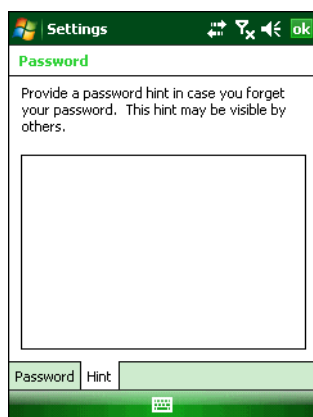 Settings
ok
Password
Provide a password hint in case you forget
your password.  This hint may be visible by
others.
Password Hint